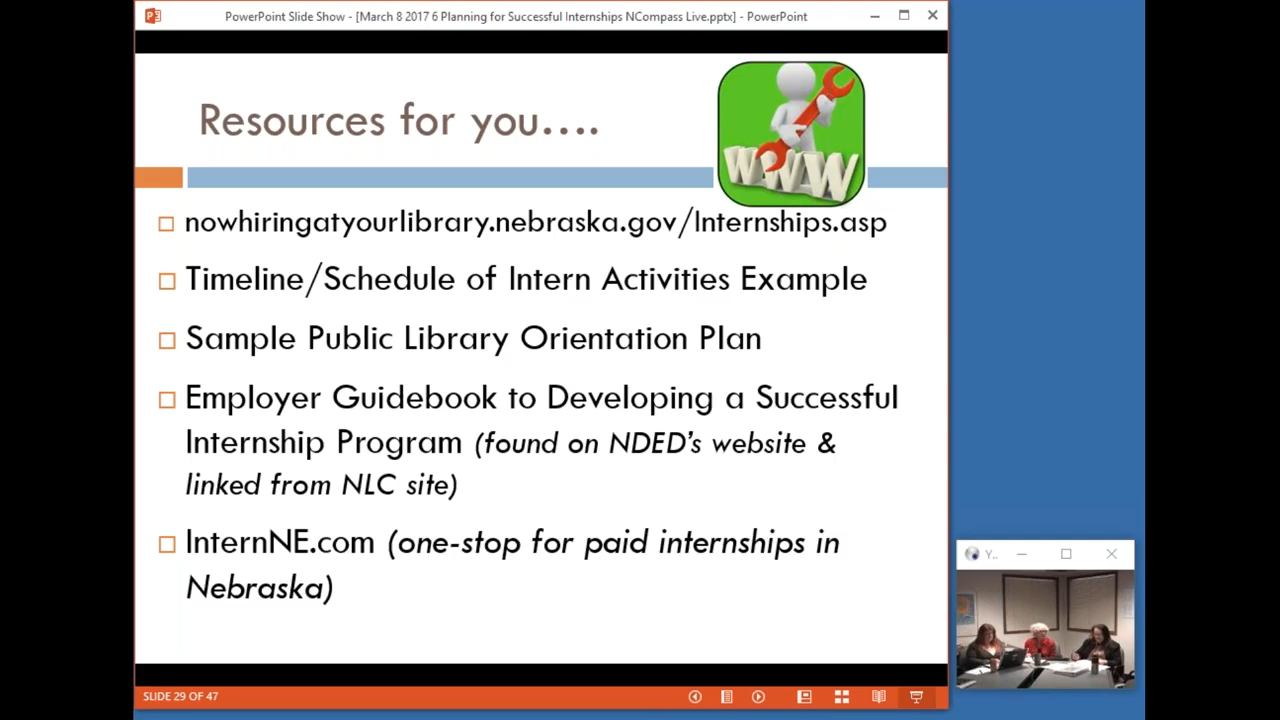 PowerPoint Slide Show - [March 8 2017 6 Planning for Successful Internships NCompass Live.pptx] - PowerPoint
Resources for you....
WWW
nowhiringatyourlibrary.nebraska.gov/Internships.asp
Timeline/Schedule of Intern Activities Example
Sample Public Library Orientation Plan
Employer Guidebook to Developing a Successful
Internship Program (found on NDED's website &
linked from NLC site)
InternNE.com (one-stop for paid internships in
Nebraska)
Y..
SLIDE 29 OF 47